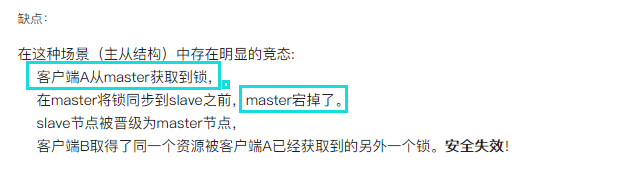 缺点:
在这种场景（主从结构）中存在明显的竞态:
客户端A从master获取到锁，
在master将锁同步到slave之前，master宕掉了。
slave节点被晋级为master节点，
客户端B取得了同一个资源被客户端A已经获取到的另外一个锁。安全失效！